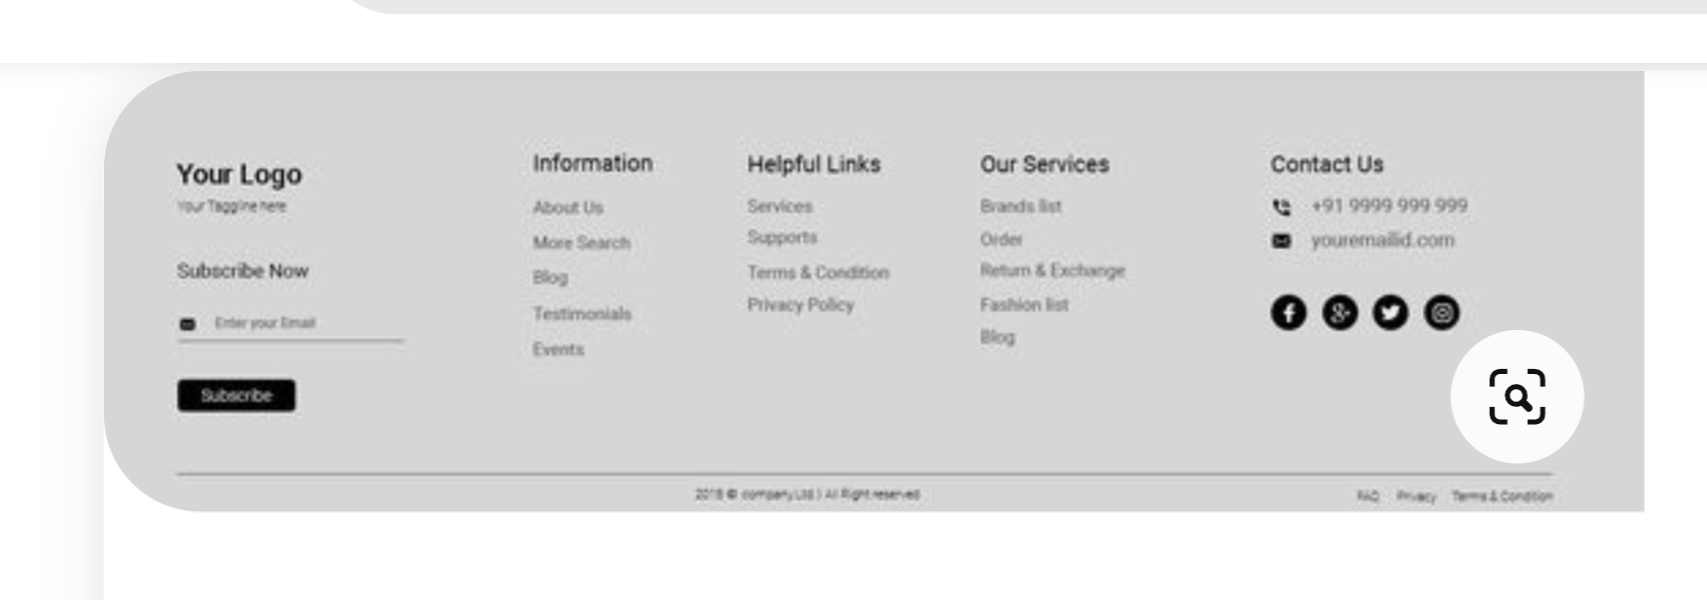 Your Logo
Your Taggline here
Subscribe Now
Enter your Email
Subscribe
Information
About Us
More Search
Blog
Testimonials
Events
Helpful Links
Services
Supports
Terms & Condition
Privacy Policy
Our Services
Brands list
Order
Return & Exchange
Fashion list
Blog
Contact Us
+91 9999 999 999
youremailid.com
2018 © company Ltd. | All Right reserved
FAQ Privacy Terms & Condition